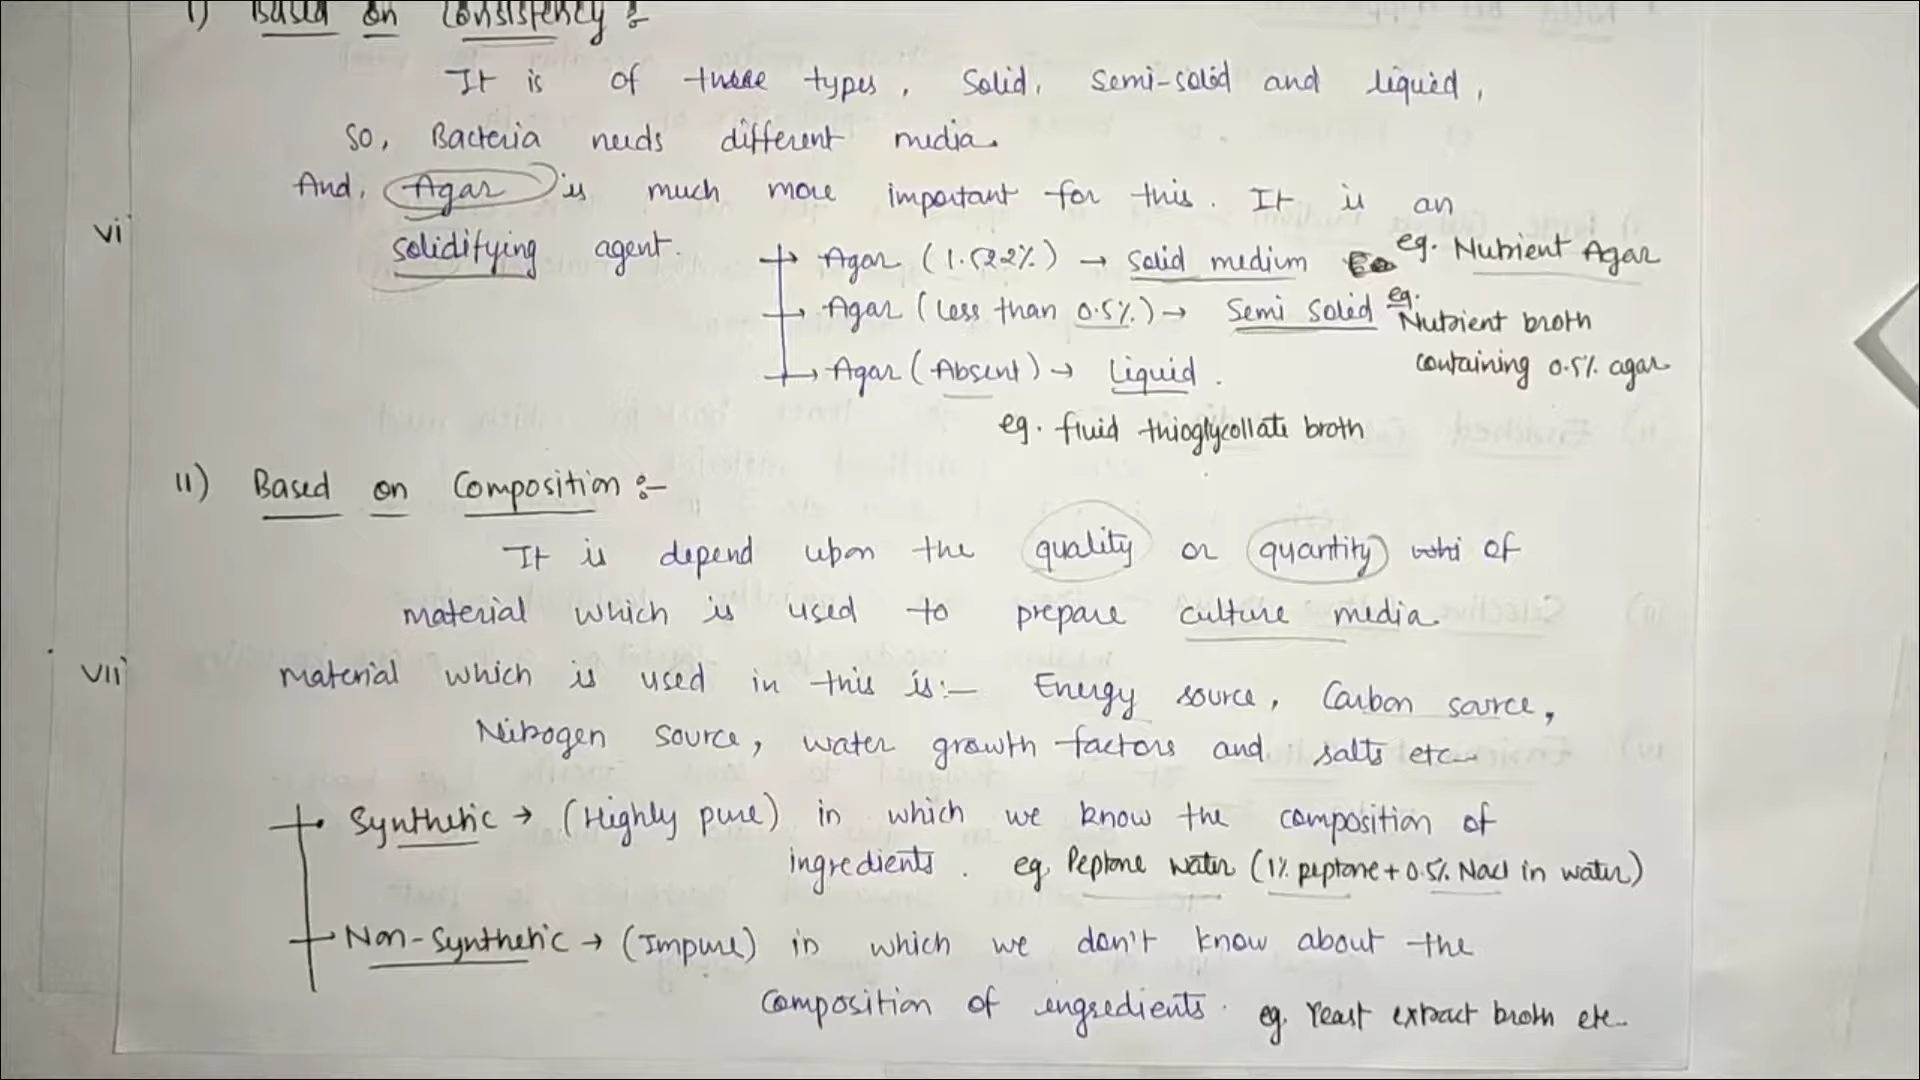 1) Based on Consistency :-
It is of three types, Solid, Semi-solid and liquid,
So, Bacteria needs different media.
And, Agar is much more important for this. It is an
vi
solidifying agent.
Agar (1.5-2%) → Solid medium eg. Nutrient Agar
Agar (less than 0.5%) → Semi Solid eg.
Nutrient broth
containing 0.5% agar
Agar (Absent) → Liquid.
eg. fluid thioglycollate broth
11) Based on Composition :-
It is depend upon the quality or quantity of
material which is used to prepare culture media.
vii
Material which is used in this is :- Energy source, Carbon source,
Nitrogen source, water growth factors and salts etc..
Synthetic → (Highly pure) in which we know the composition of
ingredients. eg. Peptone water (1% peptone + 0.5% Nacl in water)
Non-Synthetic → (Impure) in which we don't know about the
composition of ingredients. eg. Yeast extract broth etc..